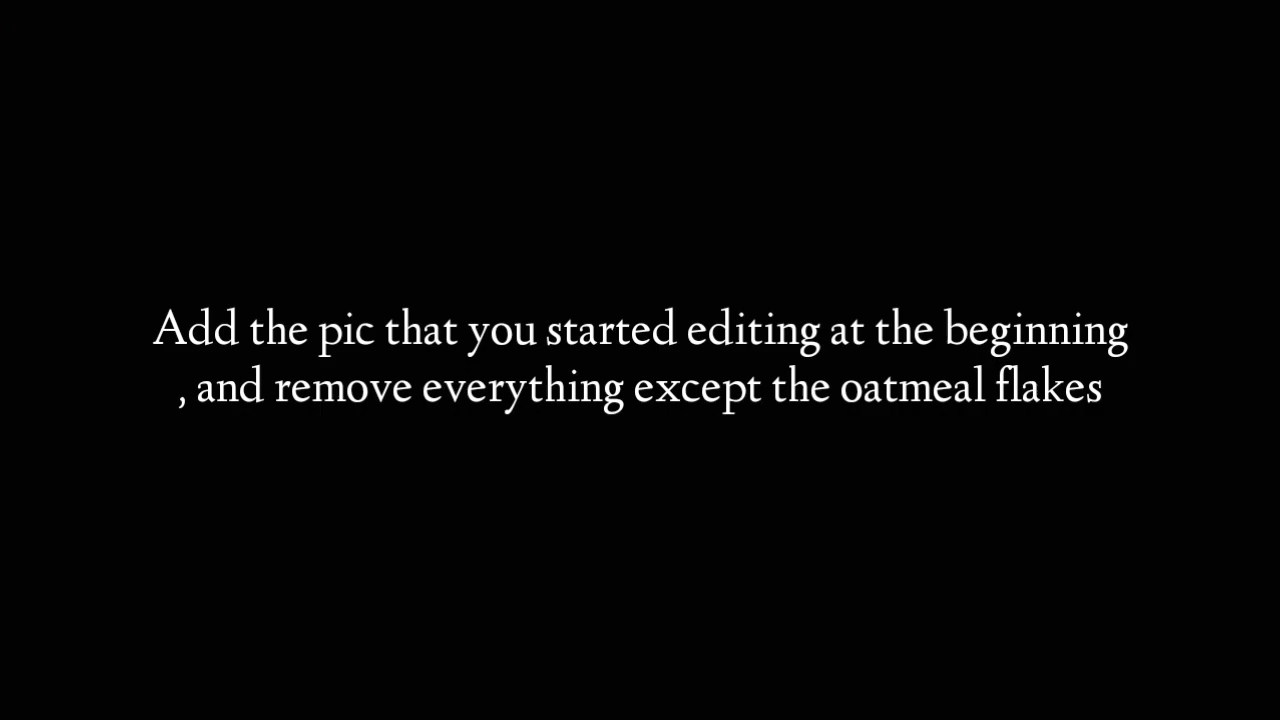 Add the pic that you started editing at the beginning
, and remove everything except the oatmeal flakes